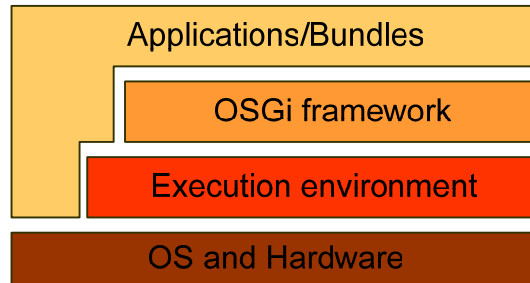 Applications/Bundles
OSGi framework
Execution environment
OS and Hardware